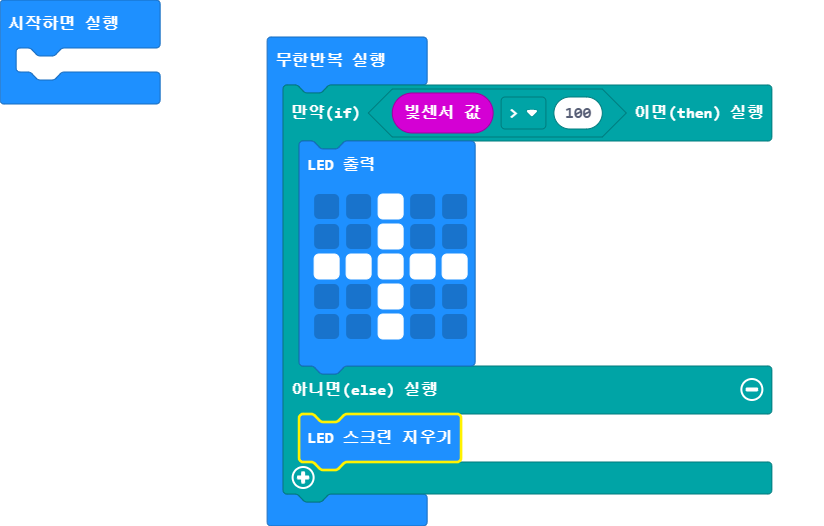 시작하면 실행
무한반복 실행
만약(if) 빛센서 값 > 100 이면(then) 실행
LED 출력
아니면(else) 실행
LED 스크린 지우기